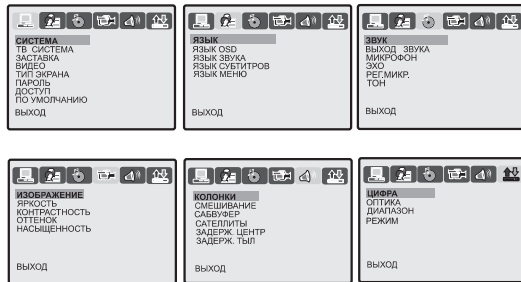 СИСТЕМА
ТВ СИСТЕМА
ЗАСТАВКА
ВИДЕО
ТИП ЭКРАНА
ПАРОЛЬ
ДОСТУП
ПО УМОЛЧАНИЮ
ВЫХОД
ЯЗЫК
ЯЗЫК OSD
ЯЗЫК ЗВУКА
ЯЗЫК СУБТИТРОВ
ЯЗЫК МЕНЮ
ВЫХОД
ЗВУК
ВЫХОД ЗВУКА
МИКРОФОН
ЭХО
РЕГ.МИКР.
ТОН
ВЫХОД
ИЗОБРАЖЕНИЕ
ЯРКОСТЬ
КОНТРАСТНОСТЬ
ОТТЕНОК
НАСЫЩЕННОСТЬ
ВЫХОД
КОЛОНКИ
СМЕШИВАНИЕ
САБВУФЕР
САТЕЛЛИТЫ
ЗАДЕРЖ. ЦЕНТР
ЗАДЕРЖ. ТЫЛ
ВЫХОД
ЦИФРА
ОПТИКА
ДИАПАЗОН
РЕЖИМ
ВЫХОД